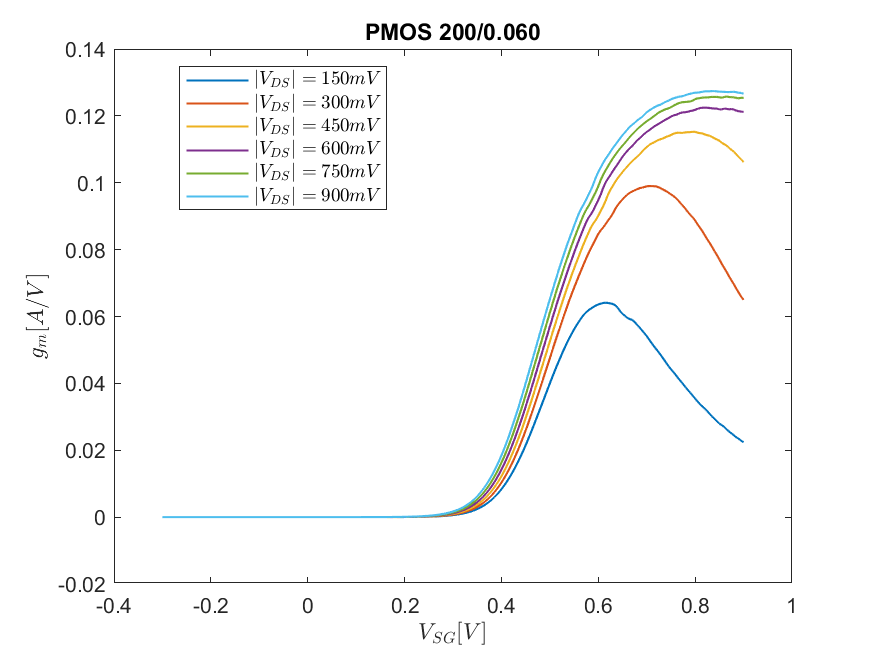 PMOS 200/0.060
0.14
0.12
0.1
0.08
0.06
0.04
0.02
0
-0.02
g_m[A/V]
|V_DS| = 150mV
|V_DS| = 300mV
|V_DS| = 450mV
|V_DS| = 600mV
|V_DS| = 750mV
|V_DS| = 900mV
-0.4 -0.2 0 0.2 0.4 0.6 0.8 1
V_SG[V]